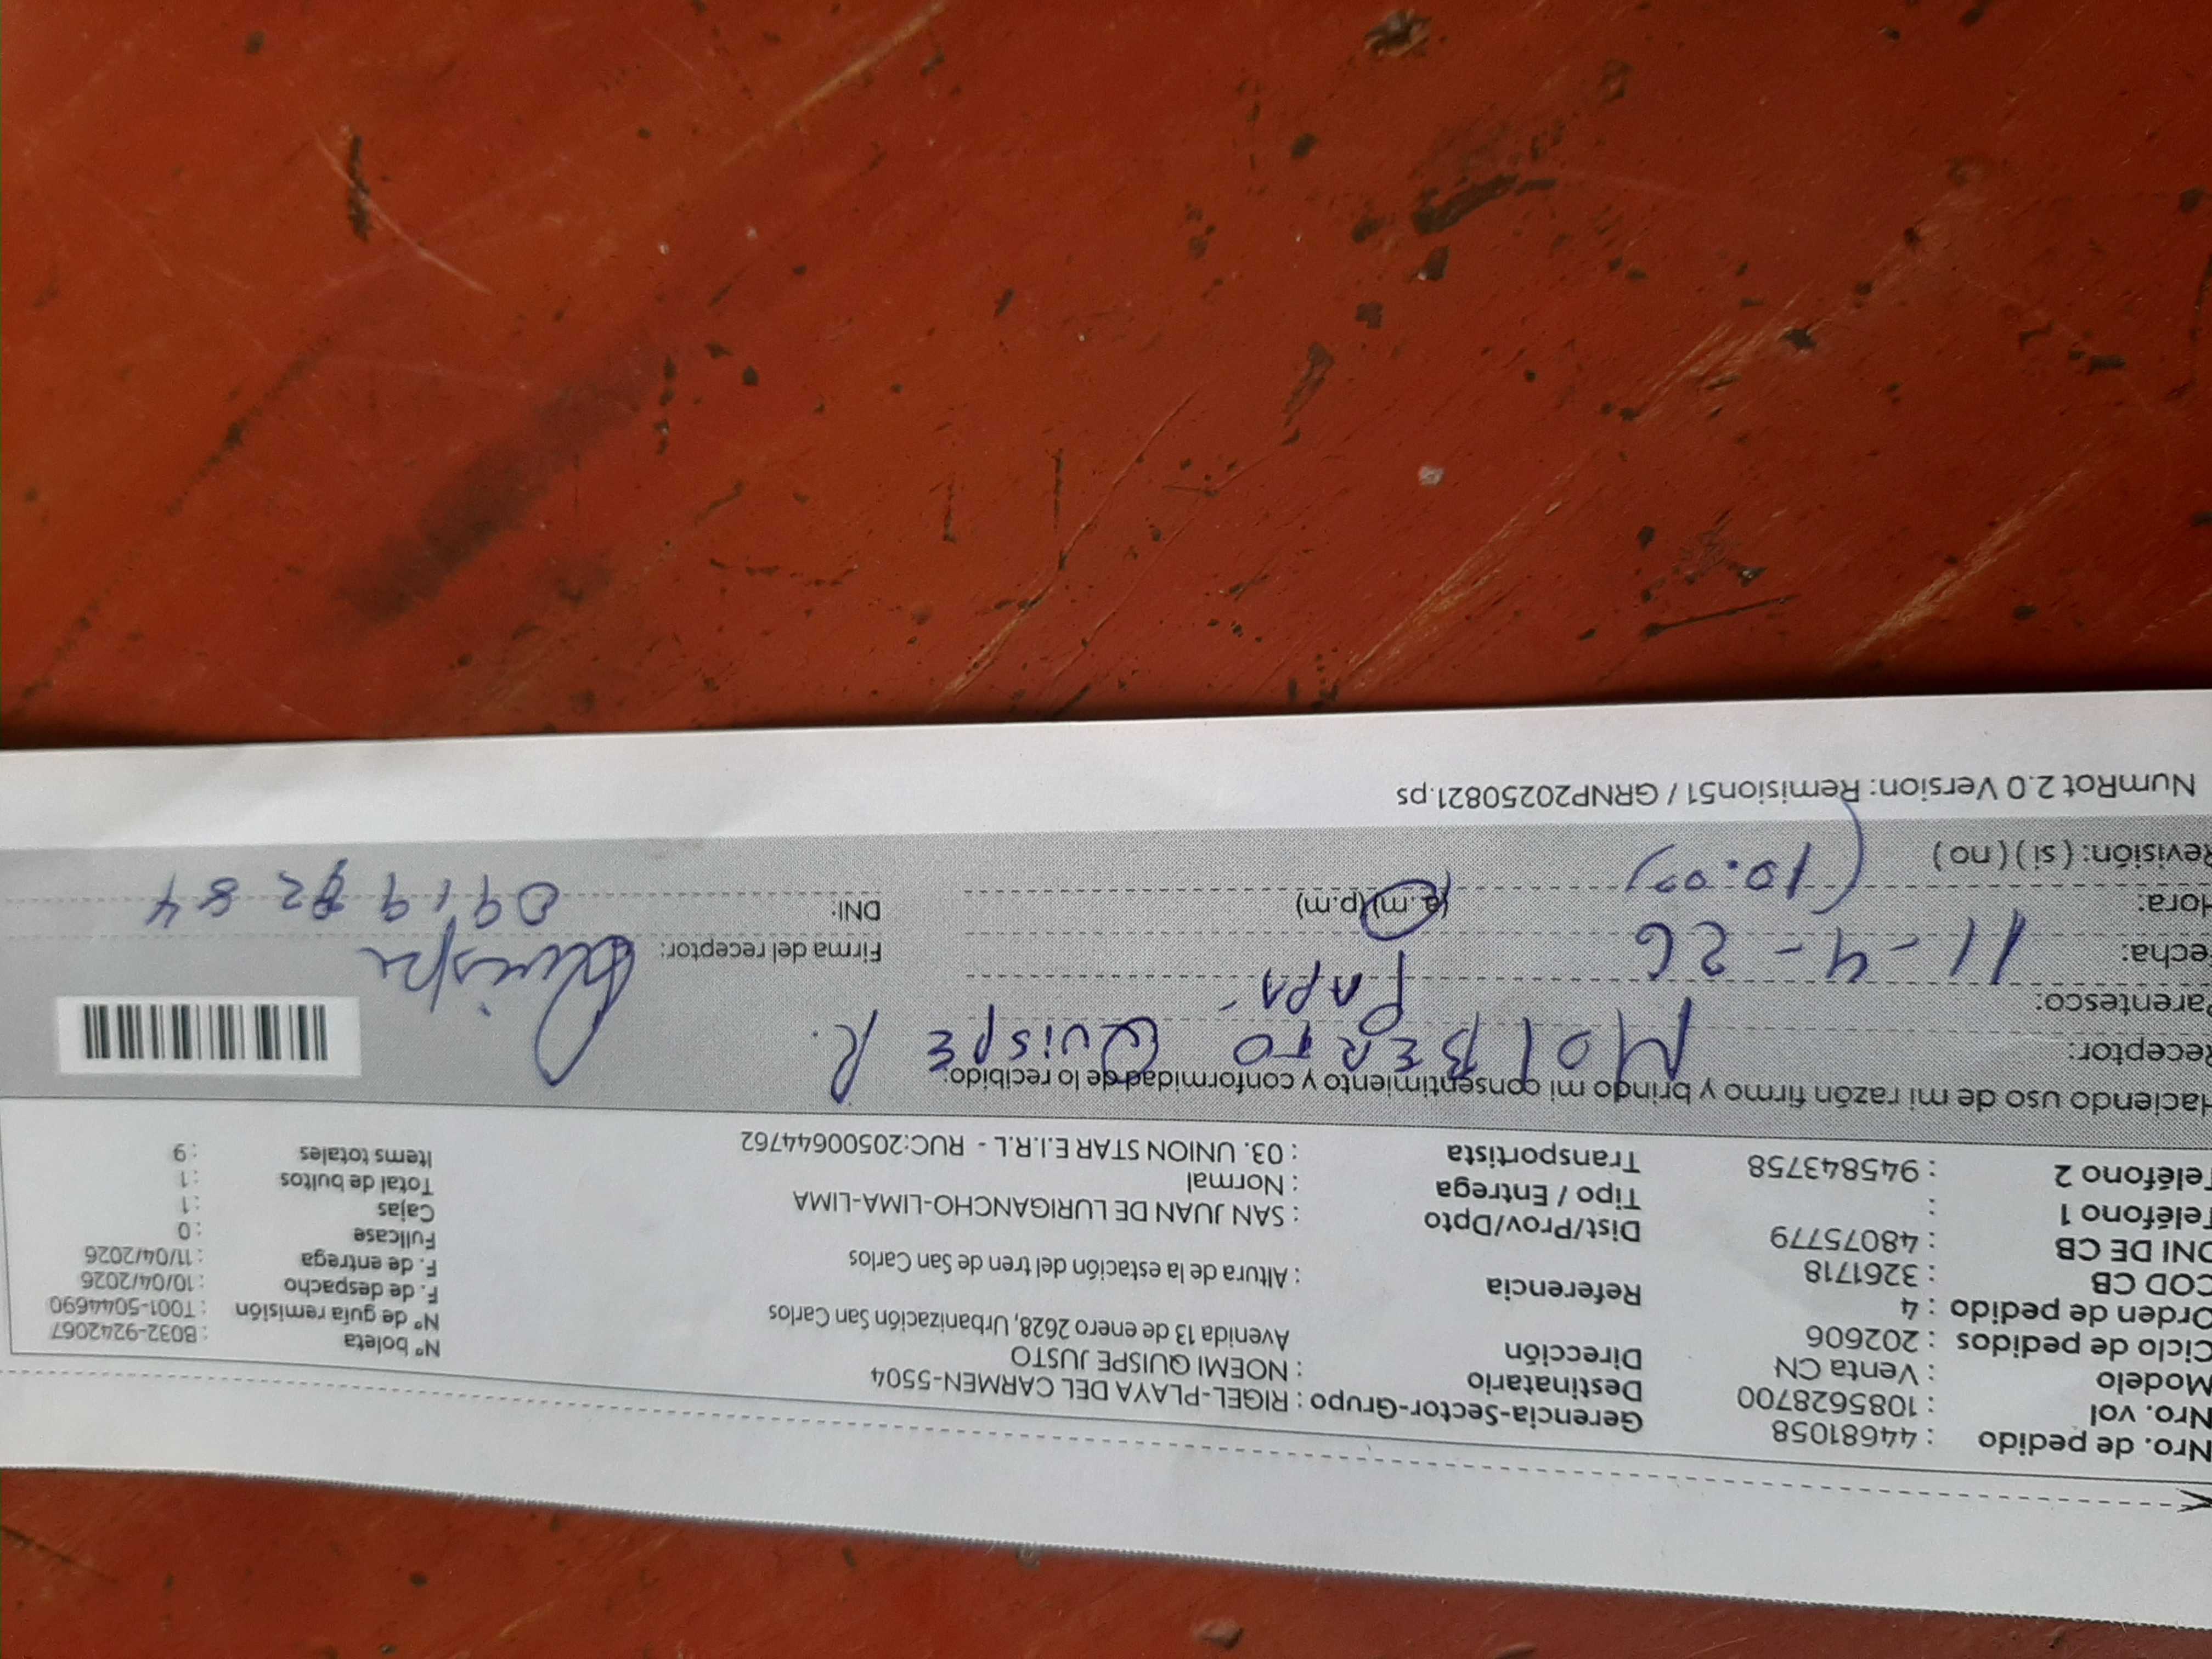 Nro. de pedido : 44681058
Nro. vol : 1085628700
Modelo : Venta CN
Ciclo de pedidos : 202606
Orden de pedido : 4
COD CB : 3261718
DNI DE CB : 48075779
Teléfono 1 :
Teléfono 2 : 945843758
Gerencia-Sector-Grupo : RIGEL-PLAYA DEL CARMEN-5504
Destinatario : NOEMI QUISPE JUSTO
Dirección Avenida 13 de enero 2628, Urbanización San Carlos
Referencia : Altura de la estación del tren de San Carlos
Dist/Prov/Dpto : SAN JUAN DE LURIGANCHO-LIMA-LIMA
Tipo / Entrega : Normal
Transportista : 03. UNION STAR E.I.R.L - RUC:20500644762
Nº boleta : B032-9242067
Nº de guía remisión : T001-5044690
F. de despacho : 10/04/2026
F. de entrega : 11/04/2026
Fullcase : 0
Cajas : 1
Total de bultos : 1
Items totales : 9
Haciendo uso de mi razón firmo y brindo mi consentimiento y conformidad de lo recibido:
Receptor: QUISPE R.
Parentesco: PAPÁ
Fecha: 11-4-26
Hora: (10.00) (a.m) (p.m)
Revisión: (si) (no)
Firma del receptor: Quispe
DNI:
NumRot 2.0 Version: Remision51 / GRNP20250821.ps